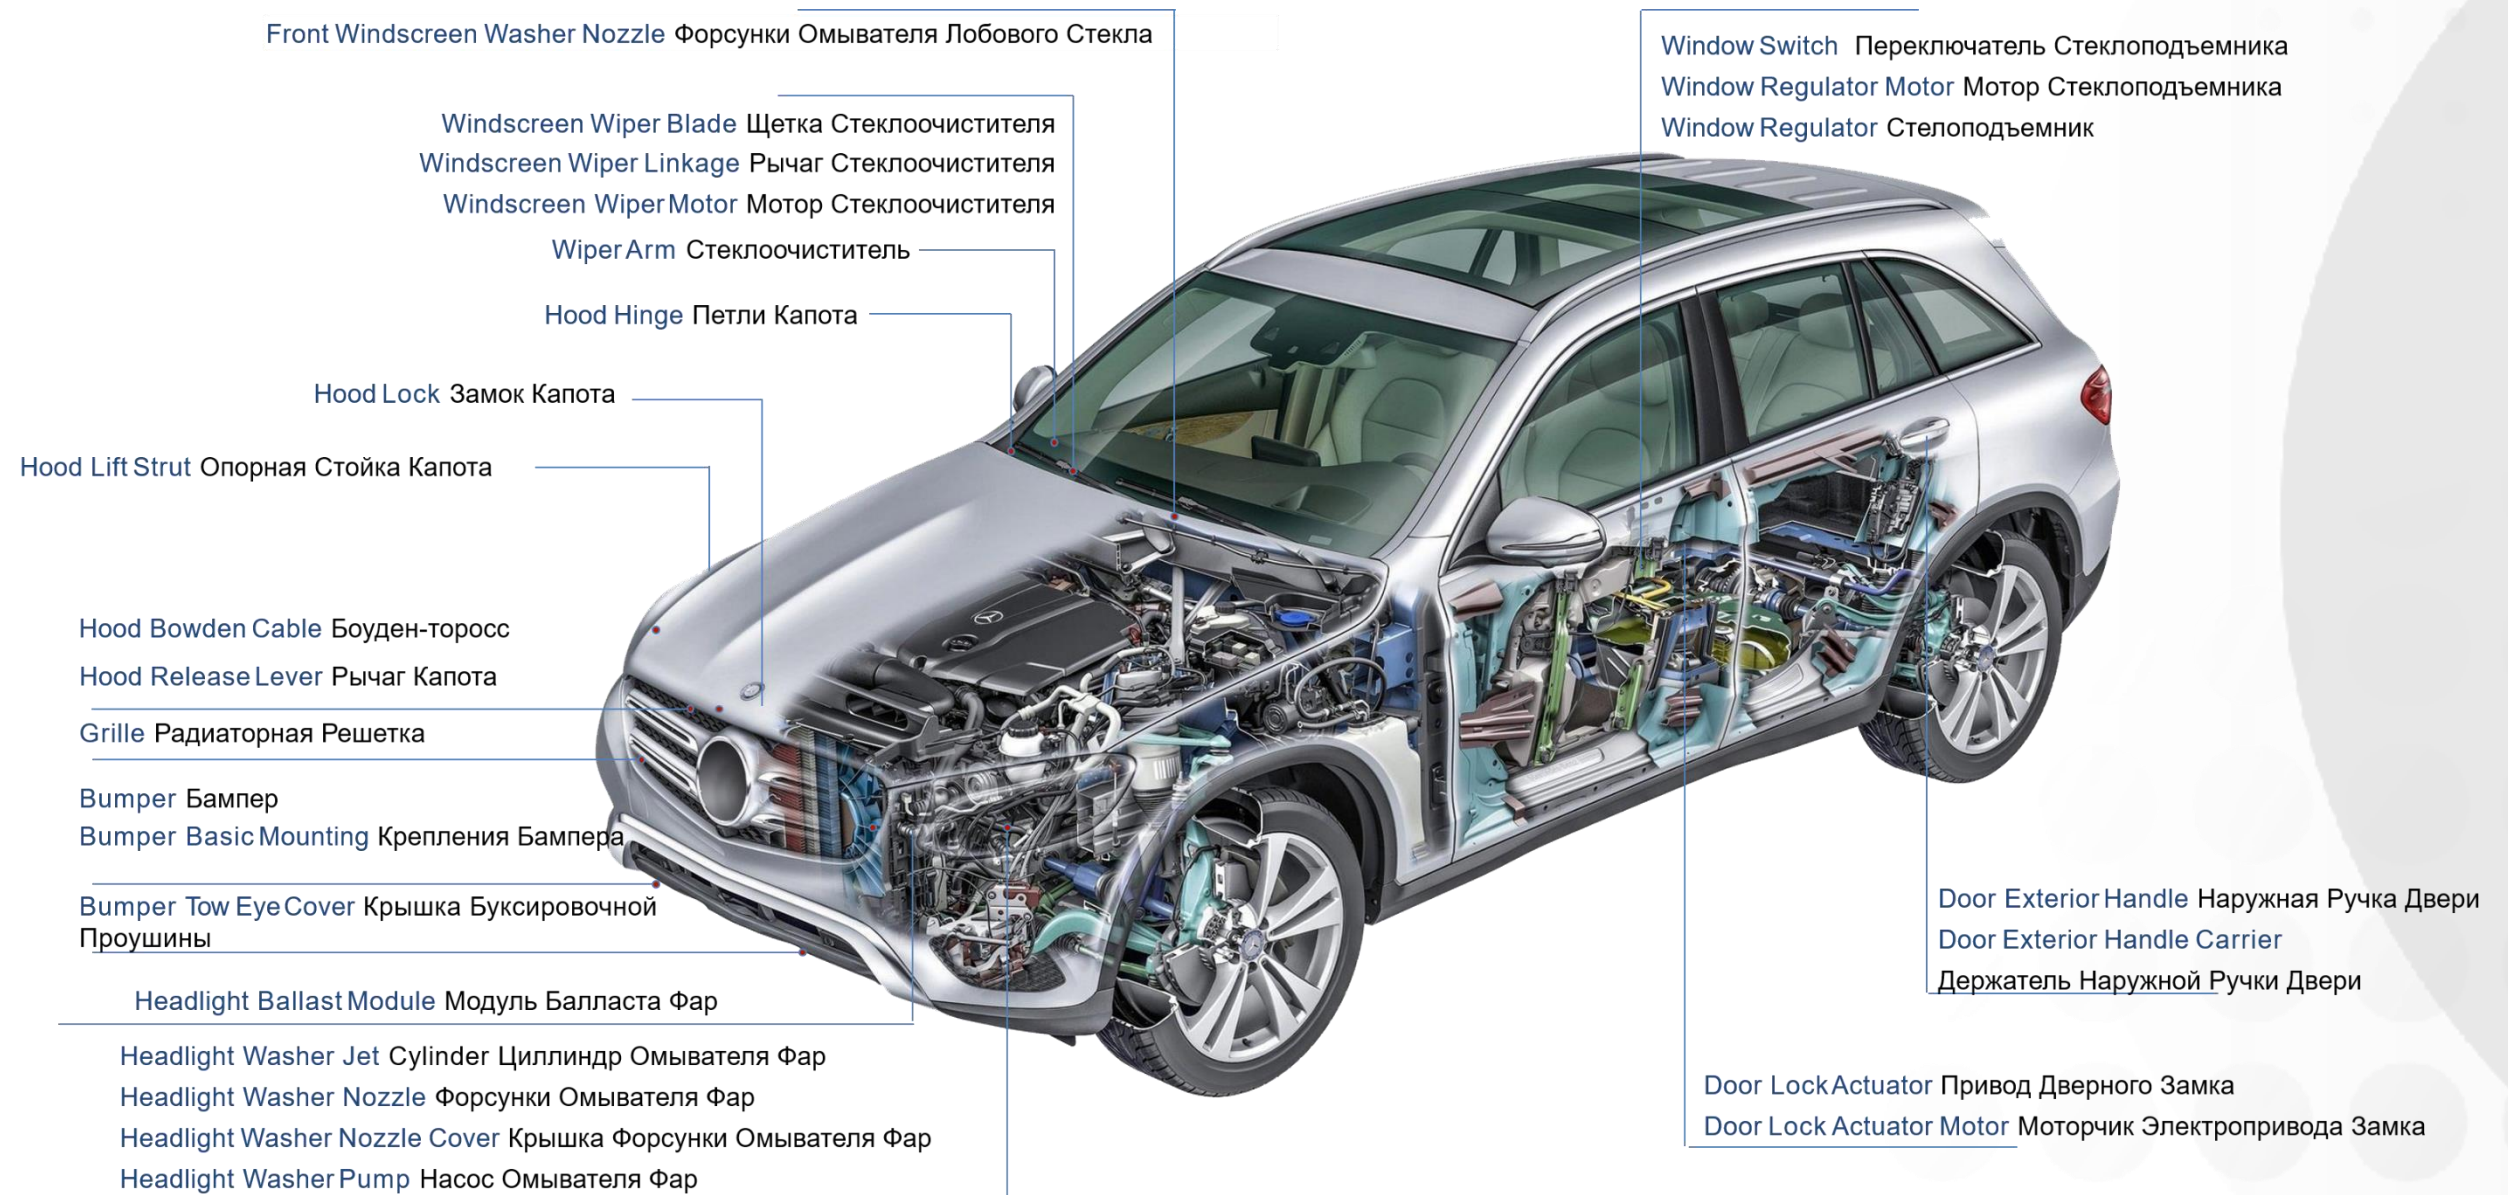 Front Windscreen Washer Nozzle Форсунки Омывателя Лобового Стекла
Windscreen Wiper Blade Щетка Стеклоочистителя
Windscreen Wiper Linkage Рычаг Стеклоочистителя
Windscreen Wiper Motor Мотор Стеклоочистителя
Wiper Arm Стеклоочиститель
Hood Hinge Петли Капота
Hood Lock Замок Капота
Hood Lift Strut Опорная Стойка Капота
Hood Bowden Cable Боуден-торосс
Hood Release Lever Рычаг Капота
Grille Радиаторная Решетка
Bumper Бампер
Bumper Basic Mounting Крепления Бампера
Bumper Tow Eye Cover Крышка Буксировочной
Проушины
Headlight Ballast Module Модуль Балласта Фар
Headlight Washer Jet Cylinder Циллиндр Омывателя Фар
Headlight Washer Nozzle Форсунки Омывателя Фар
Headlight Washer Nozzle Cover Крышка Форсунки Омывателя Фар
Headlight Washer Pump Насос Омывателя Фар
Window Switch Переключатель Стеклоподъемника
Window Regulator Motor Мотор Стеклоподъемника
Window Regulator Стелоподъемник
Door Exterior Handle Наружная Ручка Двери
Door Exterior Handle Carrier
Держатель Наружной Ручки Двери
Door Lock Actuator Привод Дверного Замка
Door Lock Actuator Motor Моторчик Электропривода Замка